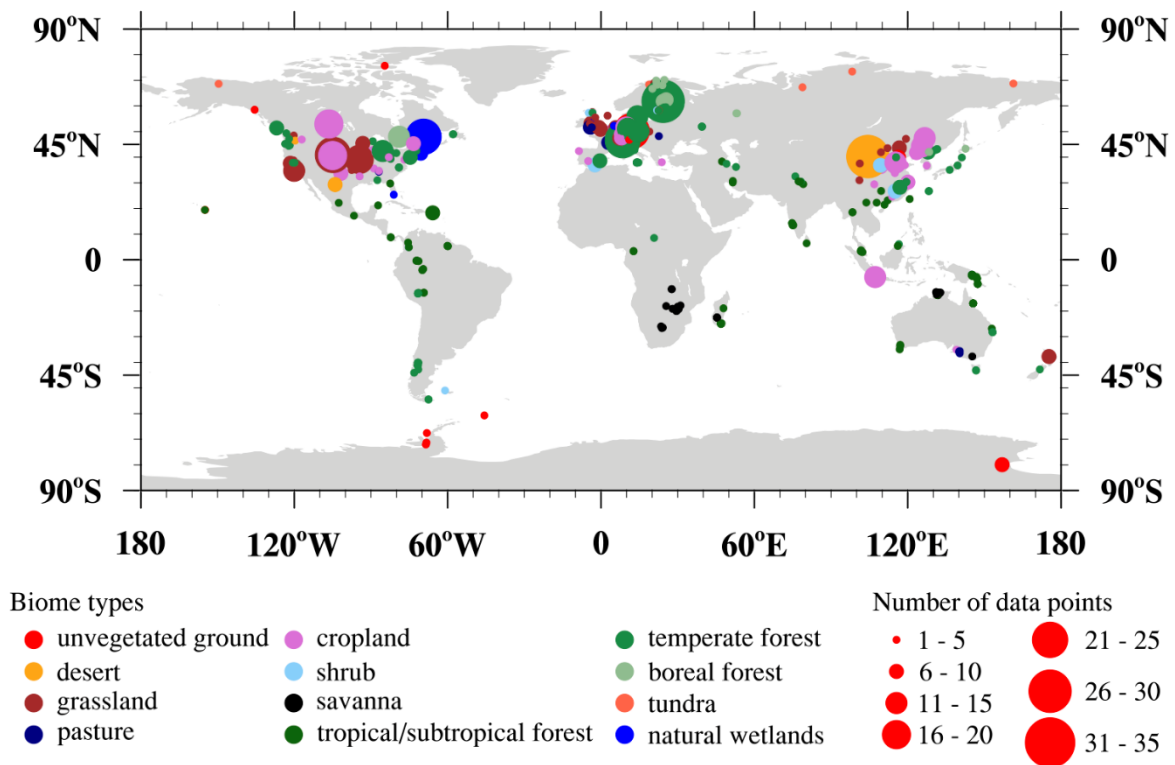 90°N 90°N
45°N 45°N
0 0
45°S 45°S
90°S 90°S
180 120°W 60°W 0 60°E 120°E 180
Biome types Number of data points
unvegetated ground cropland temperate forest 1 - 5 21 - 25
desert shrub boreal forest 6 - 10 26 - 30
grassland savanna tundra 11 - 15
pasture tropical/subtropical forest natural wetlands 16 - 20 31 - 35